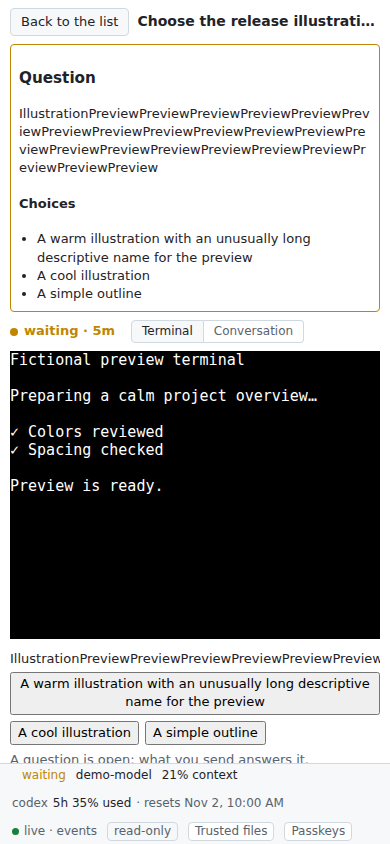 Back to the list Choose the release illustrati…
Question
IllustrationPreviewPreviewPreviewPreviewPreviewPrev
iewPreviewPreviewPreviewPreviewPreviewPreviewPre
viewPreviewPreviewPreviewPreviewPreviewPreviewPr
eviewPreviewPreview
Choices
• A warm illustration with an unusually long
descriptive name for the preview
• A cool illustration
• A simple outline
waiting · 5m Terminal Conversation
Fictional preview terminal
Preparing a calm project overview…
✓ Colors reviewed
✓ Spacing checked
Preview is ready.
IllustrationPreviewPreviewPreviewPreviewPreviewPreview
A warm illustration with an unusually long descriptive
name for the preview
A cool illustration A simple outline
A question is open; what you send answers it.
waiting demo-model 21% context
codex 5h 35% used · resets Nov 2, 10:00 AM
live · events read-only Trusted files Passkeys